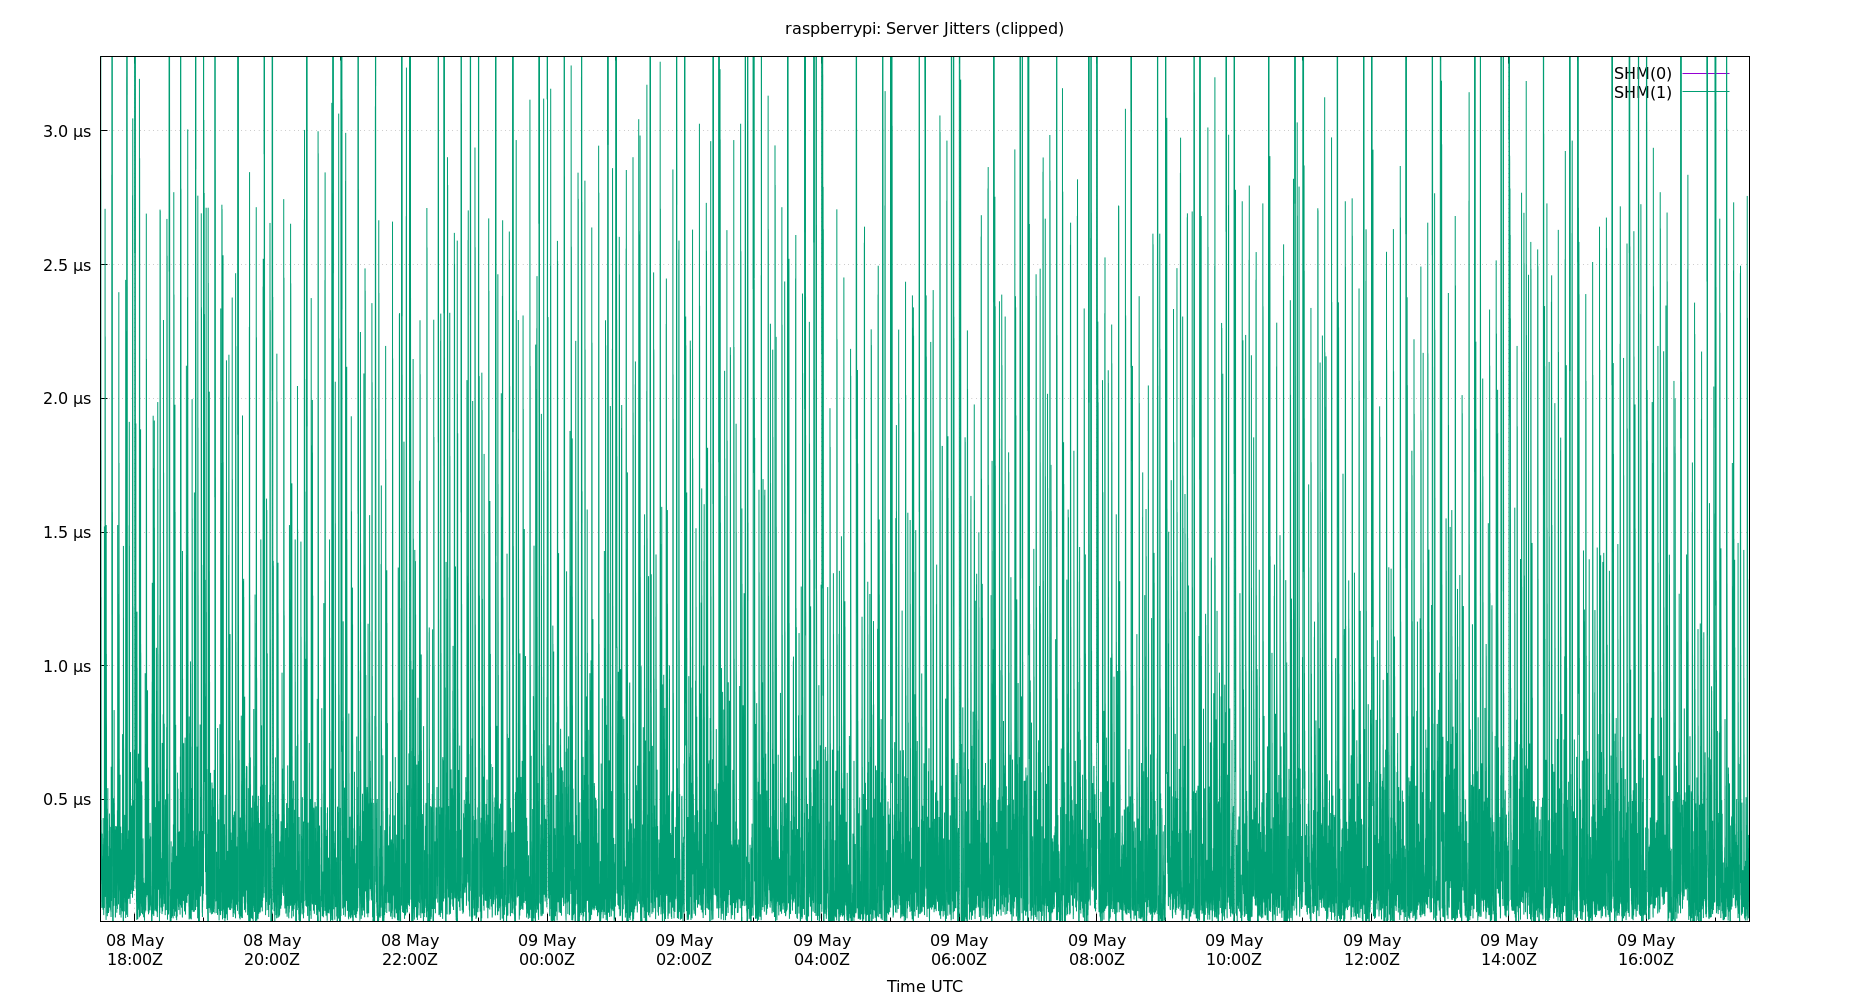 raspberrypi: Server Jitters (clipped)
SHM(0)
SHM(1)
3.0 µs
2.5 µs
2.0 µs
1.5 µs
1.0 µs
0.5 µs
08 May 08 May 08 May 09 May 09 May 09 May 09 May 09 May 09 May 09 May 09 May 09 May
18:00Z 20:00Z 22:00Z 00:00Z 02:00Z 04:00Z 06:00Z 08:00Z 10:00Z 12:00Z 14:00Z 16:00Z
Time UTC